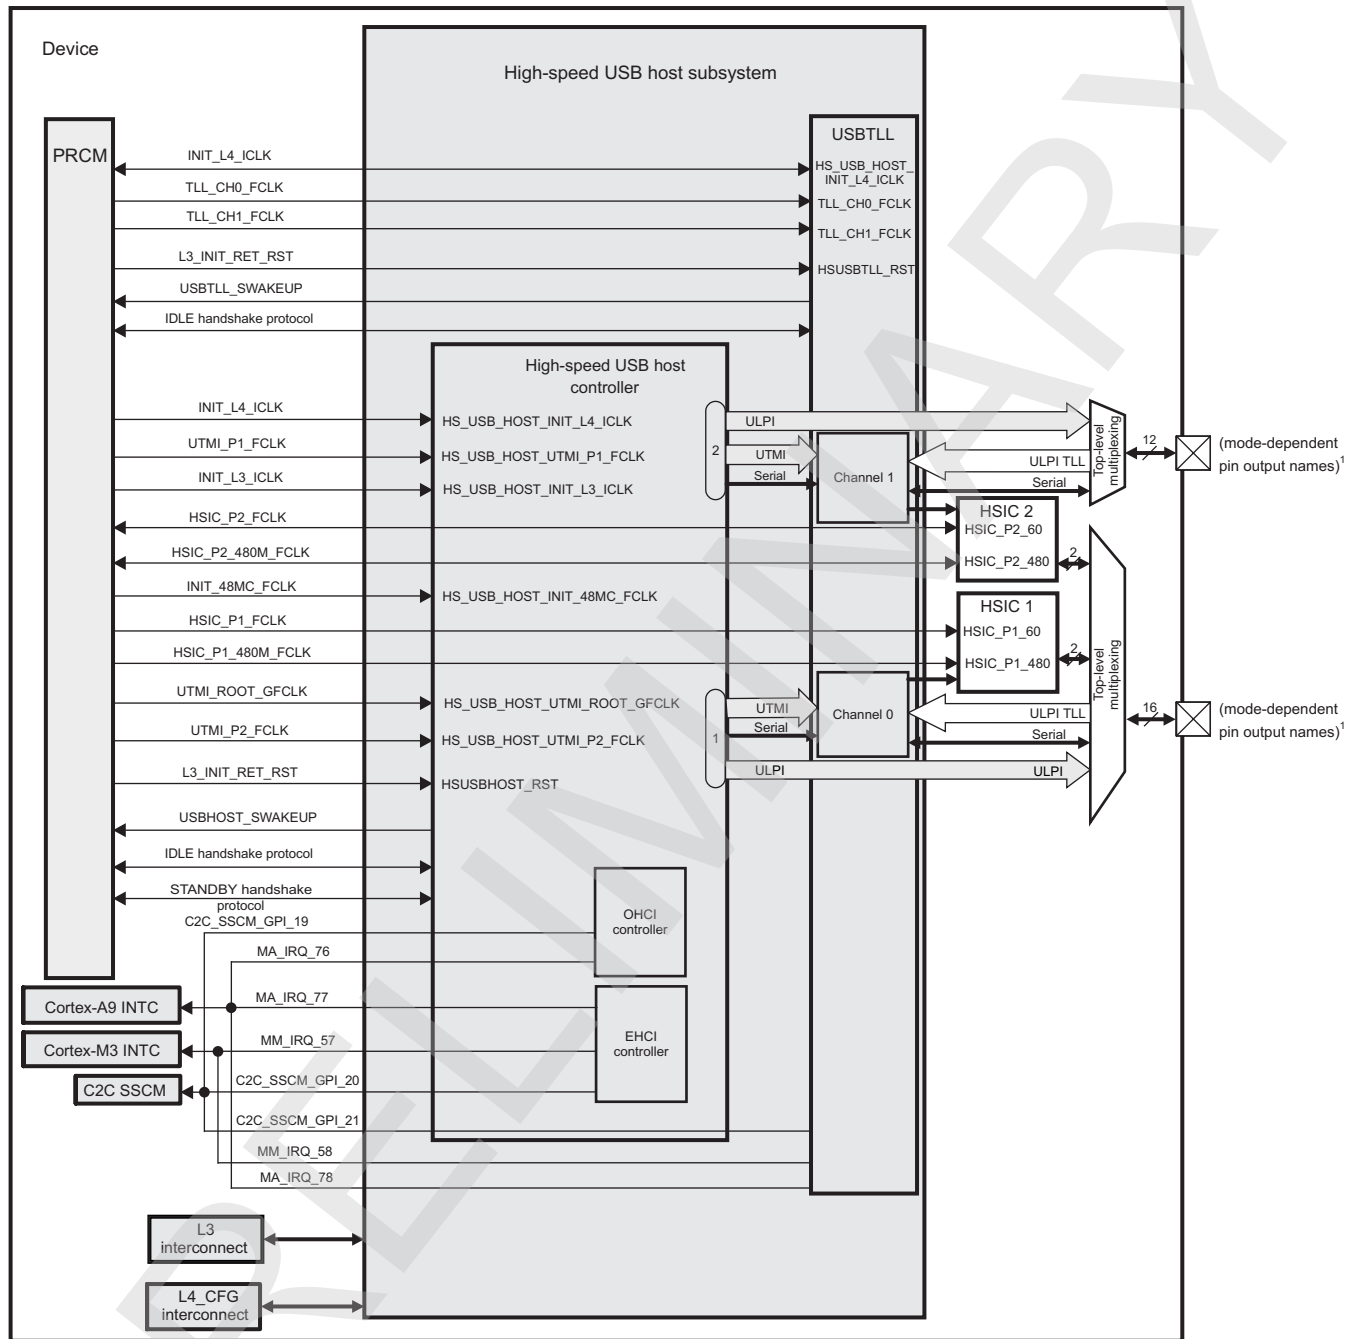 Device
High-speed USB host subsystem
PRCM
USBTLL
INIT_L4_ICLK
HS_USB_HOST_
INIT_L4_ICLK
TLL_CH0_FCLK
TLL_CH0_FCLK
TLL_CH1_FCLK
TLL_CH1_FCLK
L3_INIT_RET_RST
HSUSBTLL_RST
USBTLL_SWAKEUP
IDLE handshake protocol
High-speed USB host
controller
INIT_L4_ICLK
HS_USB_HOST_INIT_L4_ICLK
UTMI_P1_FCLK
HS_USB_HOST_UTMI_P1_FCLK
INIT_L3_ICLK
HS_USB_HOST_INIT_L3_ICLK
2
ULPI
UTMI
Serial
Channel 1
ULPI TLL
Serial
Top-level
multiplexing
12
(mode-dependent
pin output names)1
HSIC_P2_FCLK
HSIC 2
HSIC_P2_60
HSIC_P2_480M_FCLK
HSIC_P2_480
2
INIT_48MC_FCLK
HS_USB_HOST_INIT_48MC_FCLK
HSIC_P1_FCLK
HSIC 1
HSIC_P1_60
HSIC_P1_480M_FCLK
HSIC_P1_480
2
Top-level
multiplexing
UTMI_ROOT_GFCLK
HS_USB_HOST_UTMI_ROOT_GFCLK
UTMI_P2_FCLK
HS_USB_HOST_UTMI_P2_FCLK
1
UTMI
Serial
Channel 0
ULPI TLL
Serial
16
(mode-dependent
pin output names)1
L3_INIT_RET_RST
HSUSBHOST_RST
ULPI
ULPI
USBHOST_SWAKEUP
IDLE handshake protocol
STANDBY handshake
protocol
C2C_SSCM_GPI_19
OHCI
controller
MA_IRQ_76
MA_IRQ_77
Cortex-A9 INTC
EHCI
controller
MM_IRQ_57
Cortex-M3 INTC
C2C_SSCM_GPI_20
C2C SSCM
C2C_SSCM_GPI_21
MM_IRQ_58
MA_IRQ_78
L3
interconnect
L4_CFG
interconnect
PRELIMINARY